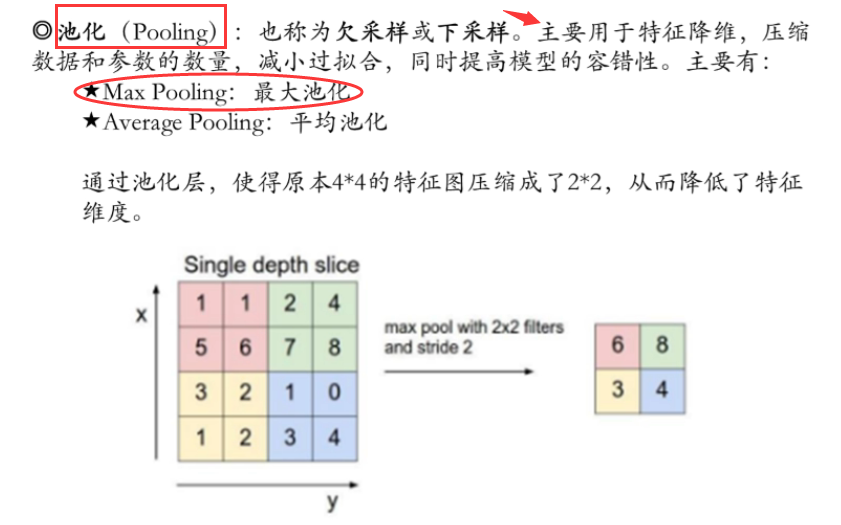 ◎池化（Pooling）：也称为欠采样或下采样。主要用于特征降维，压缩
数据和参数的数量，减小过拟合，同时提高模型的容错性。主要有：
★Max Pooling：最大池化
★Average Pooling：平均池化
通过池化层，使得原本4*4的特征图压缩成了2*2，从而降低了特征
维度。
Single depth slice
x
1 1 2 4
5 6 7 8
3 2 1 0
1 2 3 4
y
max pool with 2x2 filters
and stride 2
6 8
3 4